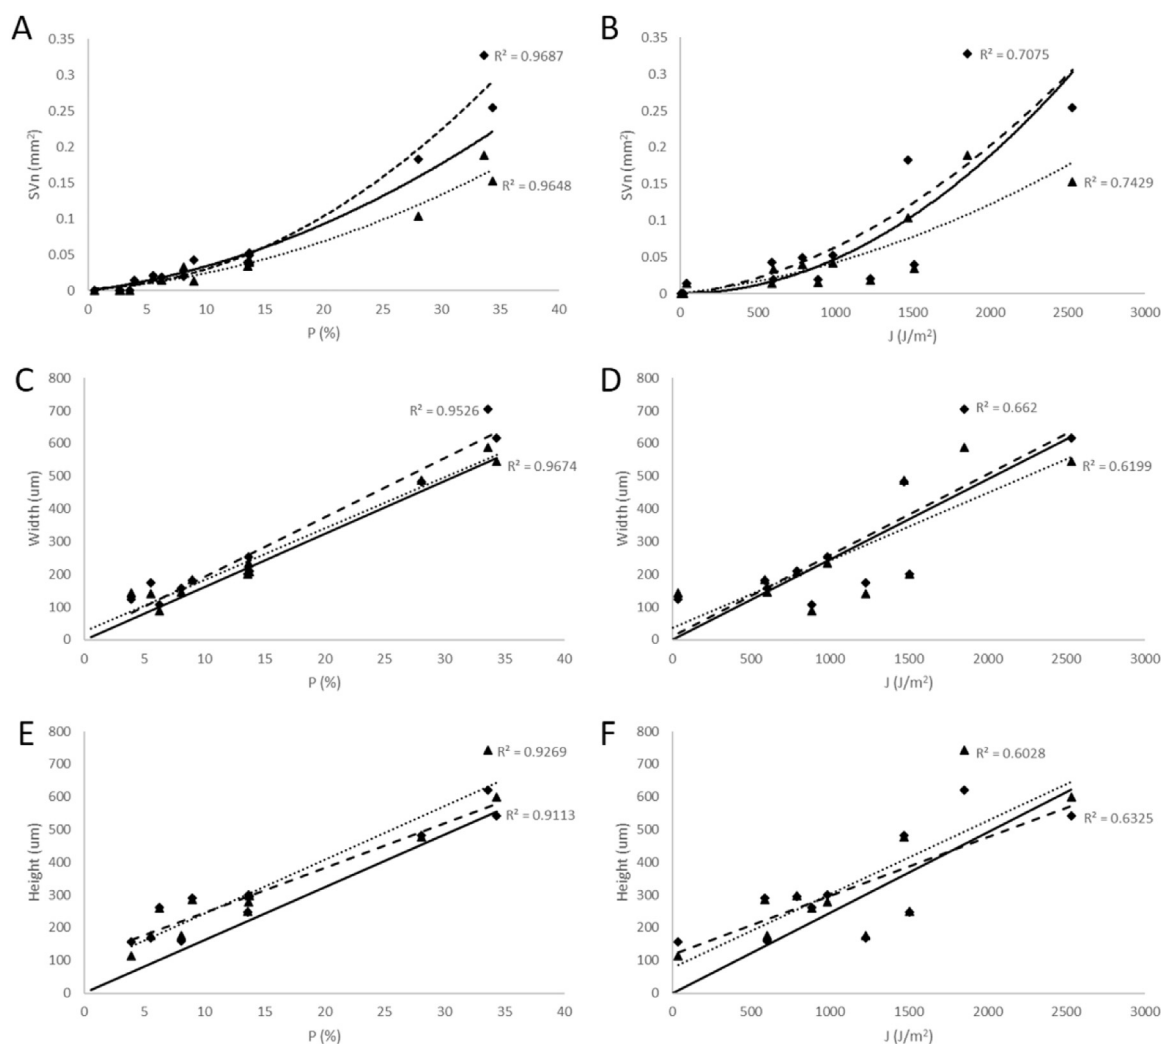 A
0.35
0.3
0.25
0.2
0.15
0.1
0.05
0
SVn (mm²)
R² = 0.9687
R² = 0.9648
0 5 10 15 20 25 30 35 40
P (%)
B
0.35
0.3
0.25
0.2
0.15
0.1
0.05
0
SVn (mm²)
R² = 0.7075
R² = 0.7429
0 500 1000 1500 2000 2500 3000
J (J/m²)
C
800
700
600
500
400
300
200
100
0
Width (um)
R² = 0.9526
R² = 0.9674
0 5 10 15 20 25 30 35 40
P (%)
D
800
700
600
500
400
300
200
100
0
Width (um)
R² = 0.662
R² = 0.6199
0 500 1000 1500 2000 2500 3000
J (J/m²)
E
800
700
600
500
400
300
200
100
0
Height (um)
R² = 0.9269
R² = 0.9113
0 5 10 15 20 25 30 35 40
P (%)
F
800
700
600
500
400
300
200
100
0
Height (um)
R² = 0.6028
R² = 0.6325
0 500 1000 1500 2000 2500 3000
J (J/m²)